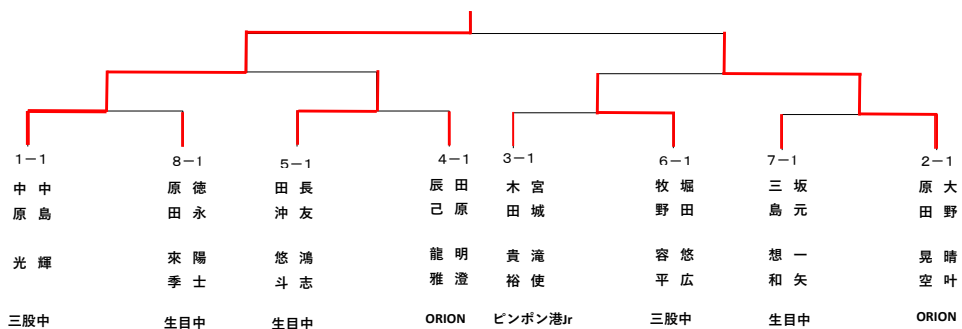 1－1
中島 輝
中原 光
三股中
8－1
徳永 陽士
原田 來季
生目中
5－1
長友 鴻志
田沖 悠斗
生目中
4－1
田原 明澄
辰己 龍雅
ORION
3－1
宮城 滝使
木田 貴裕
ピンポン港Jr
6－1
堀田 悠広
牧野 容平
三股中
7－1
坂元 一矢
三島 想和
生目中
2－1
大野 晴叶
原田 晃空
ORION